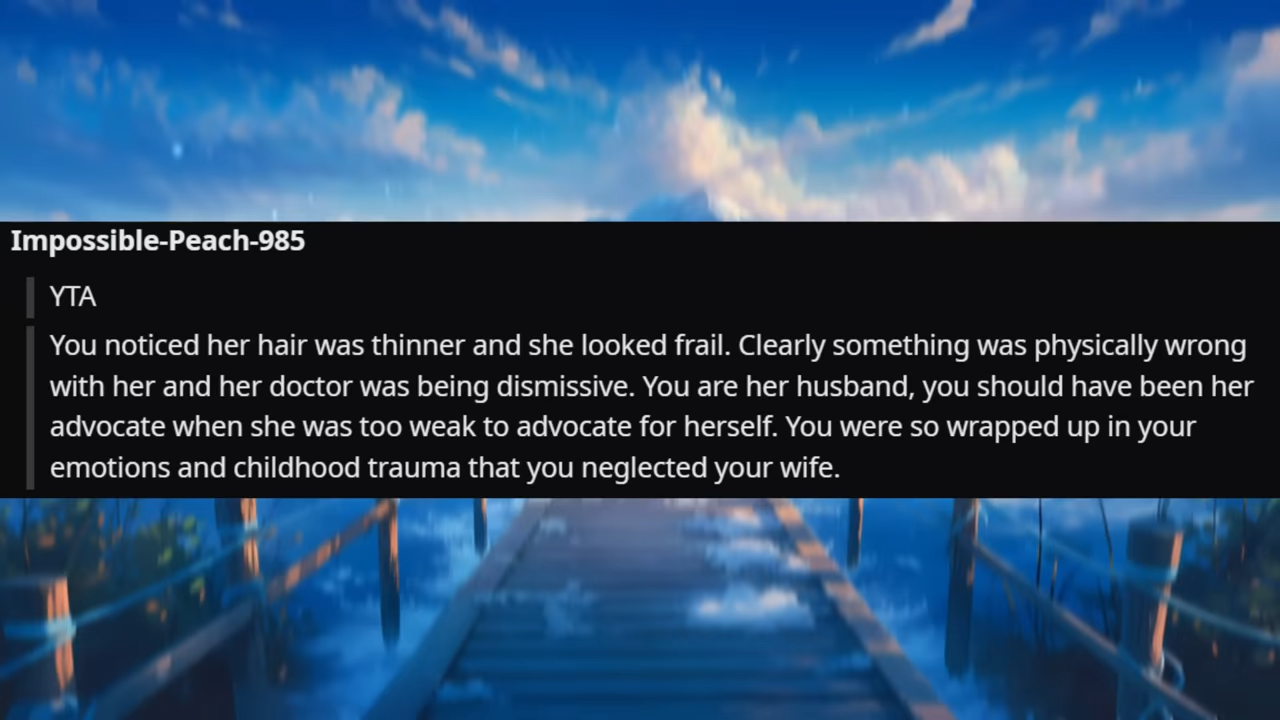 Impossible-Peach-985
YTA
You noticed her hair was thinner and she looked frail. Clearly something was physically wrong
with her and her doctor was being dismissive. You are her husband, you should have been her
advocate when she was too weak to advocate for herself. You were so wrapped up in your
emotions and childhood trauma that you neglected your wife.